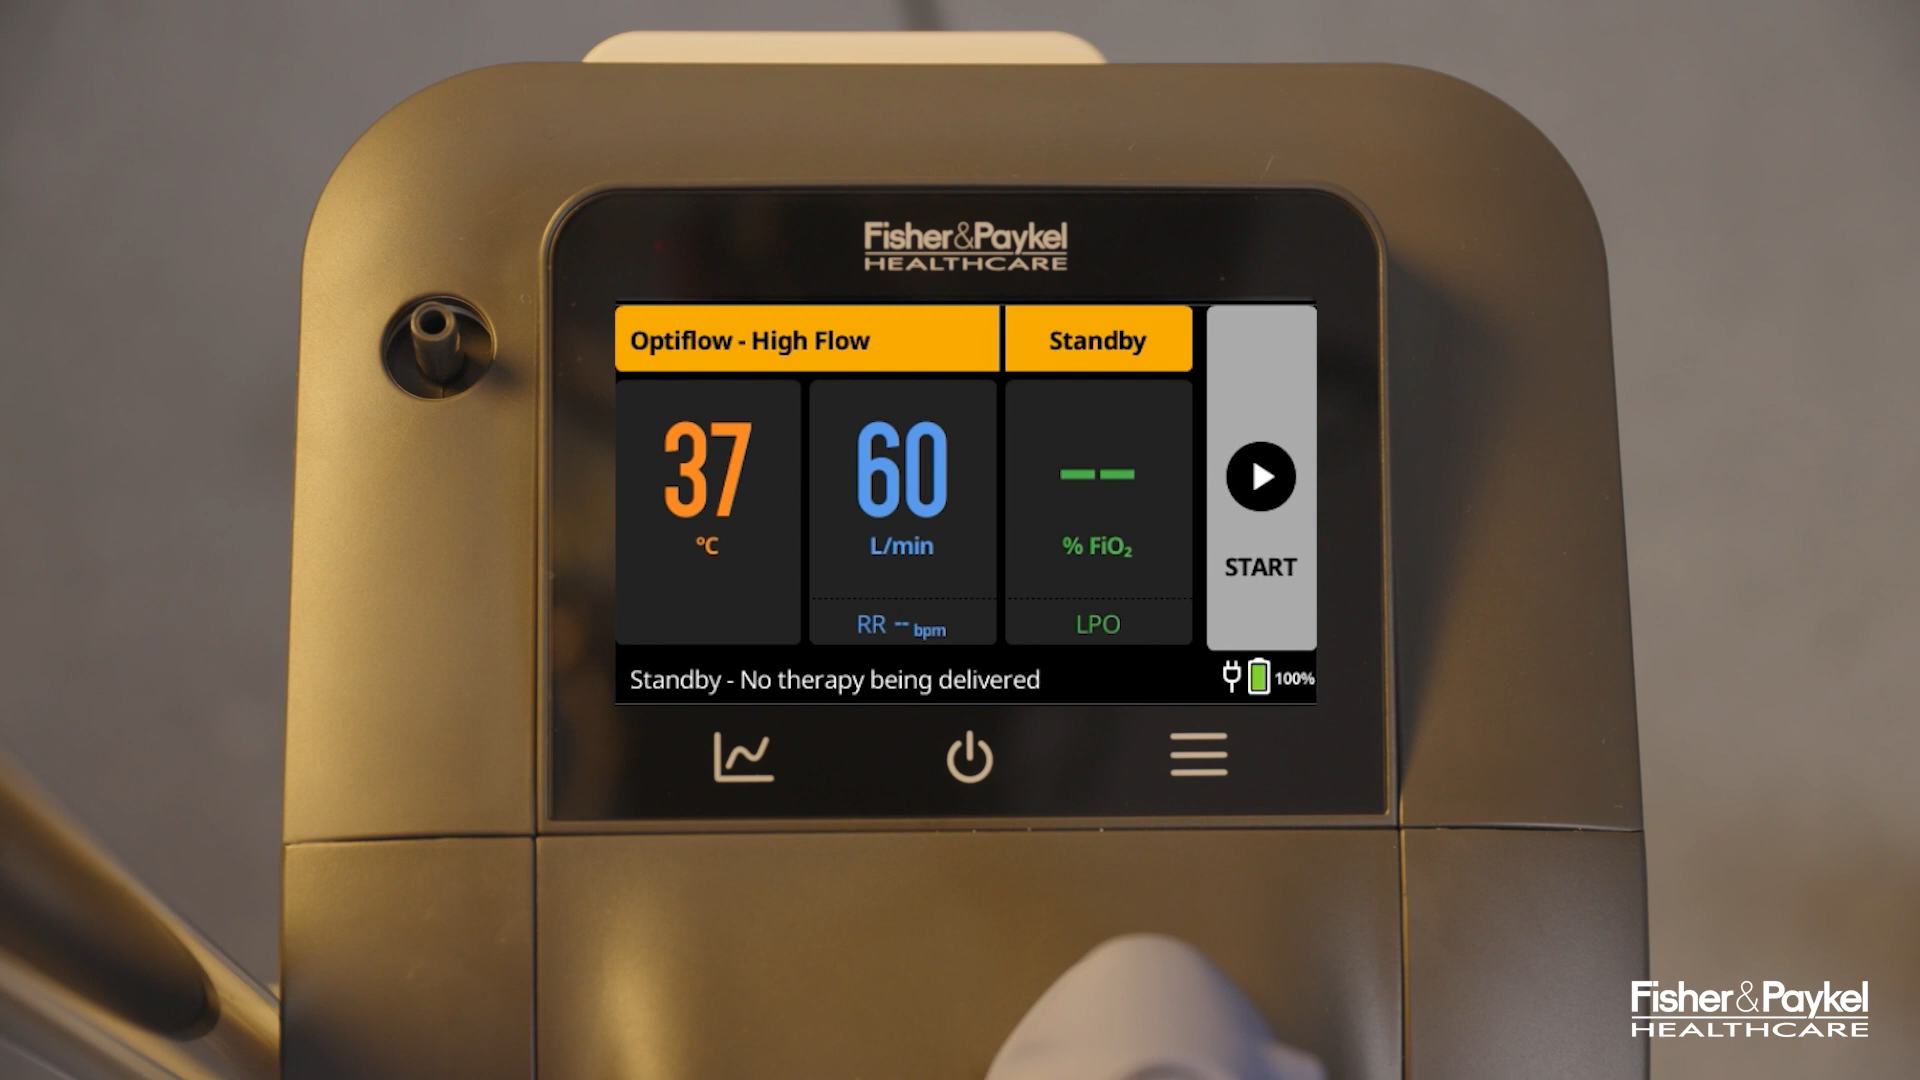 Fisher&Paykel
HEALTHCARE
Optiflow - High Flow
Standby
37
60
--
START
°C
L/min
% FiO₂
RR -- bpm
LPO
Standby - No therapy being delivered
100%
Fisher&Paykel
HEALTHCARE